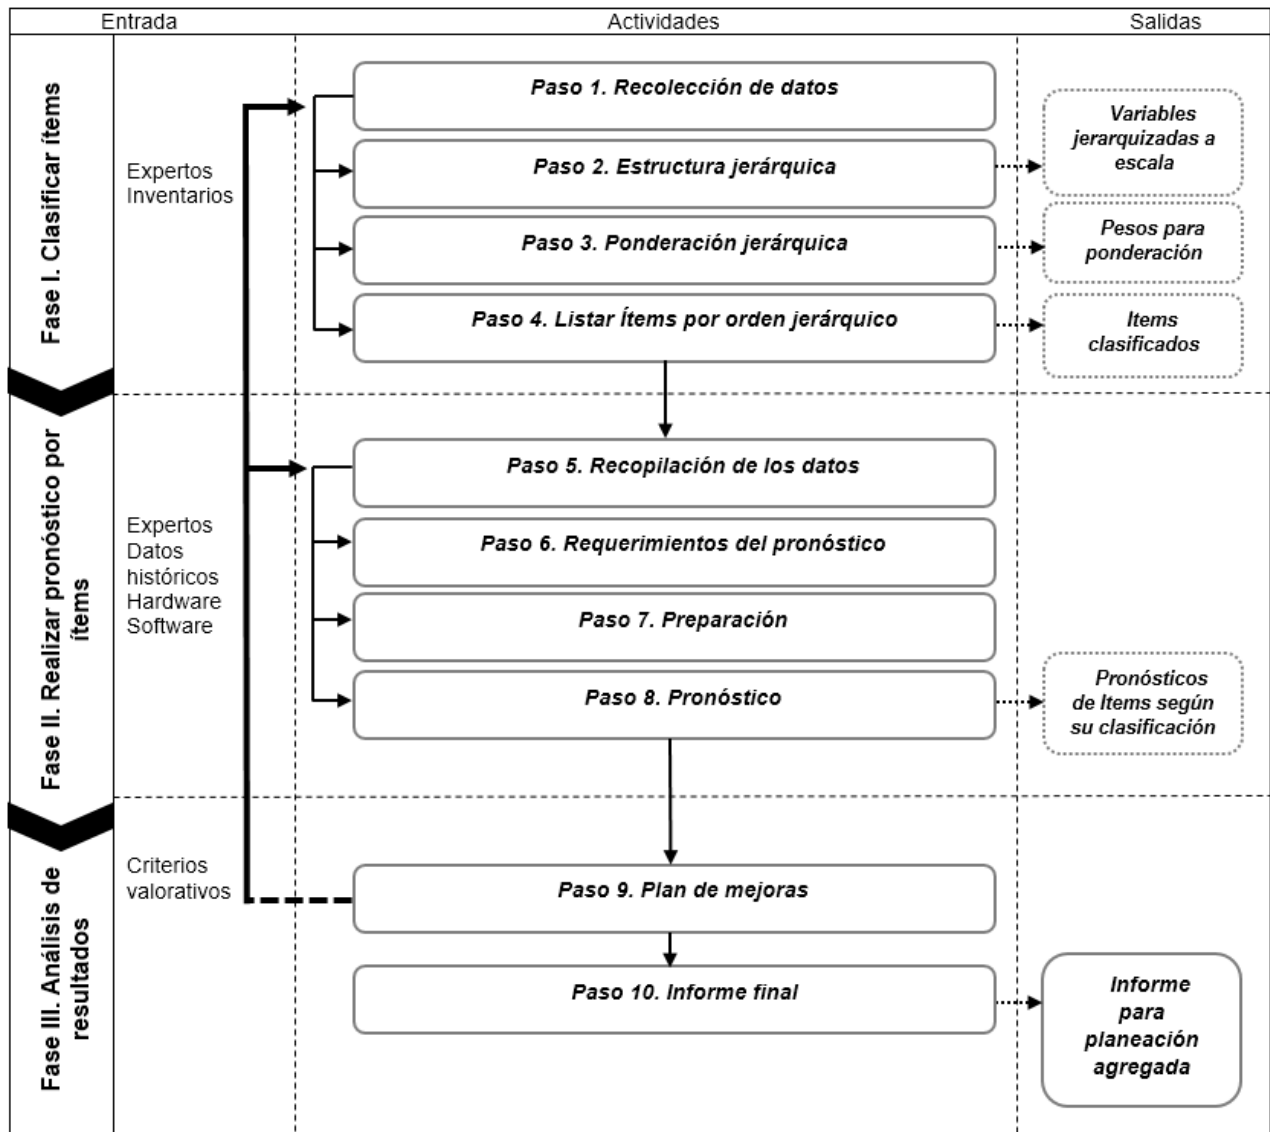 Entrada
Actividades
Salidas
Fase I. Clasificar ítems
Expertos
Inventarios
Paso 1. Recolección de datos
Paso 2. Estructura jerárquica
Paso 3. Ponderación jerárquica
Paso 4. Listar Ítems por orden jerárquico
Variables
jerarquizadas a
escala
Pesos para
ponderación
Items
clasificados
Fase II. Realizar pronóstico por
ítems
Expertos
Datos
históricos
Hardware
Software
Paso 5. Recopilación de los datos
Paso 6. Requerimientos del pronóstico
Paso 7. Preparación
Paso 8. Pronóstico
Pronósticos
de Items según
su clasificación
Fase III. Análisis de
resultados
Criterios
valorativos
Paso 9. Plan de mejoras
Paso 10. Informe final
Informe
para
planeación
agregada